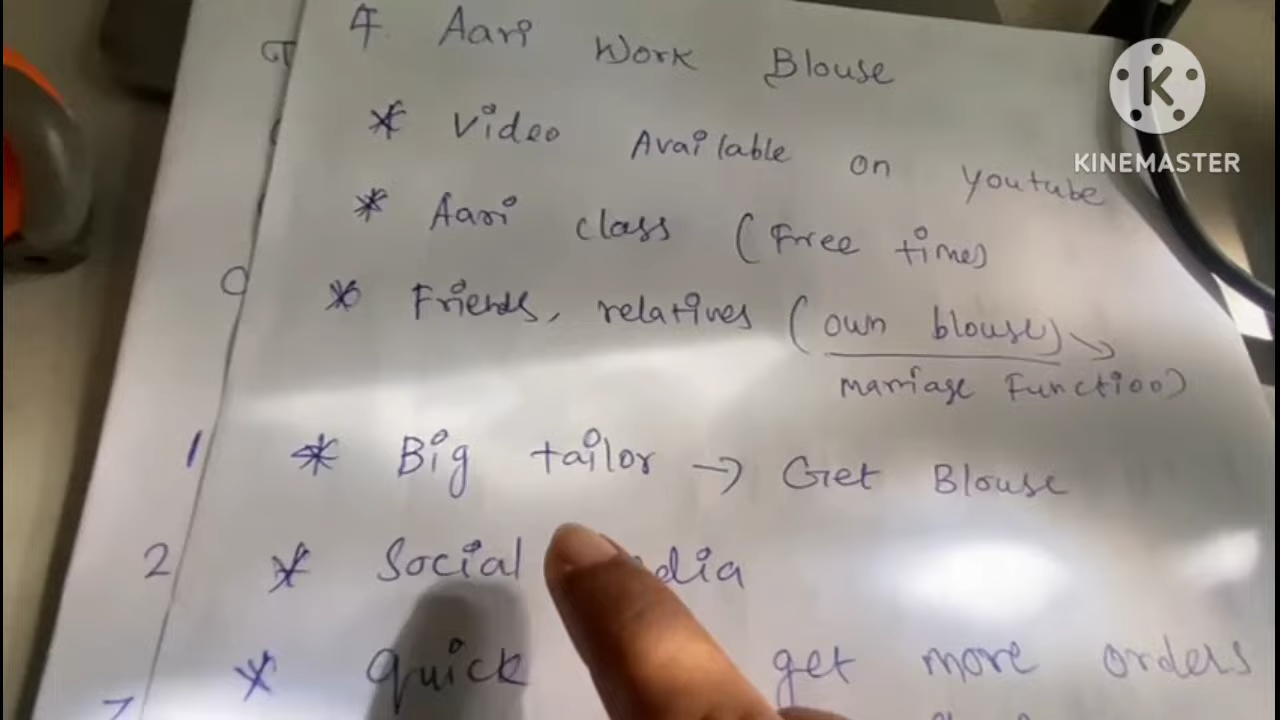 4. Aari Work Blouse
* Video Available on Youtube
* Aari class (Free times
* Friends, relatives (own blouse) →
marriage Function)
1 * Big tailor → Get Blouse
2 * Social
* quick get more orders
K
KINEMASTER